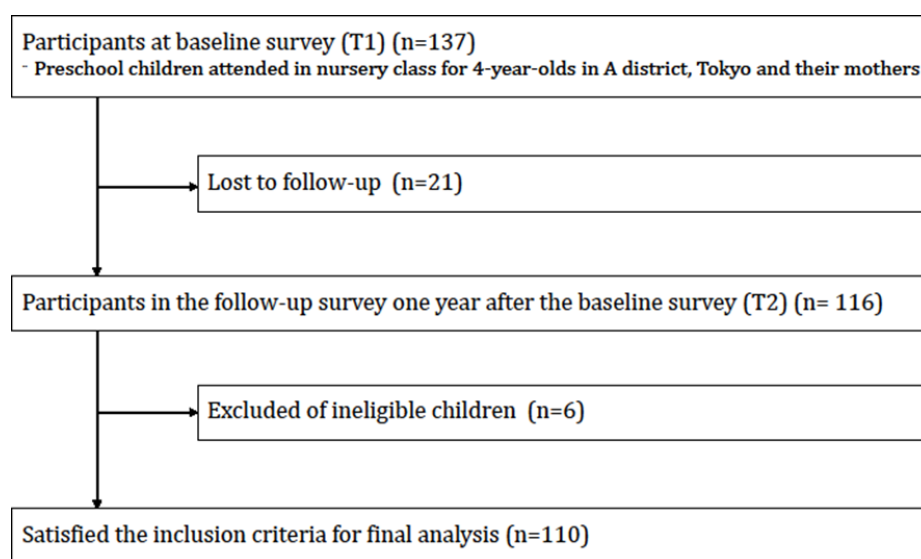 Participants at baseline survey (T1) (n=137)
- Preschool children attended in nursery class for 4-year-olds in A district, Tokyo and their mothers
Lost to follow-up (n=21)
Participants in the follow-up survey one year after the baseline survey (T2) (n= 116)
Excluded of ineligible children (n=6)
Satisfied the inclusion criteria for final analysis (n=110)